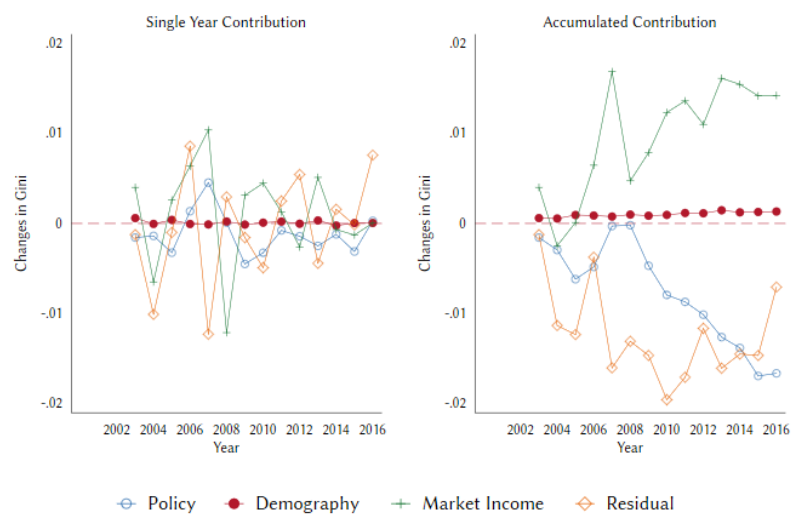 Single Year Contribution
Accumulated Contribution
.02
.01
0
-.01
-.02
Changes in Gini
2002 2004 2006 2008 2010 2012 2014 2016
Year
.02
.01
0
-.01
-.02
Changes in Gini
2002 2004 2006 2008 2010 2012 2014 2016
Year
Policy Demography Market Income Residual